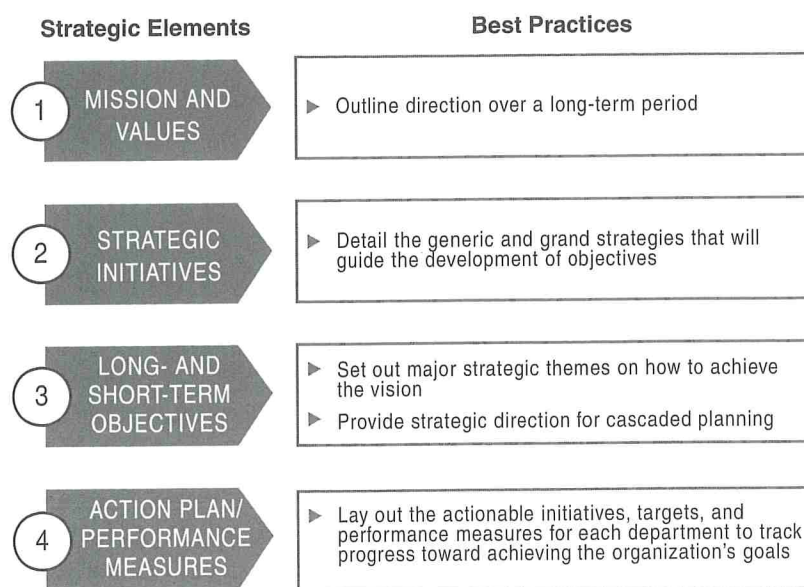 Strategic Elements
Best Practices
1
MISSION AND
VALUES
▶ Outline direction over a long-term period
2
STRATEGIC
INITIATIVES
▶ Detail the generic and grand strategies that will
guide the development of objectives
3
LONG- AND
SHORT-TERM
OBJECTIVES
▶ Set out major strategic themes on how to achieve
the vision
▶ Provide strategic direction for cascaded planning
4
ACTION PLAN/
PERFORMANCE
MEASURES
▶ Lay out the actionable initiatives, targets, and
performance measures for each department to track
progress toward achieving the organization's goals